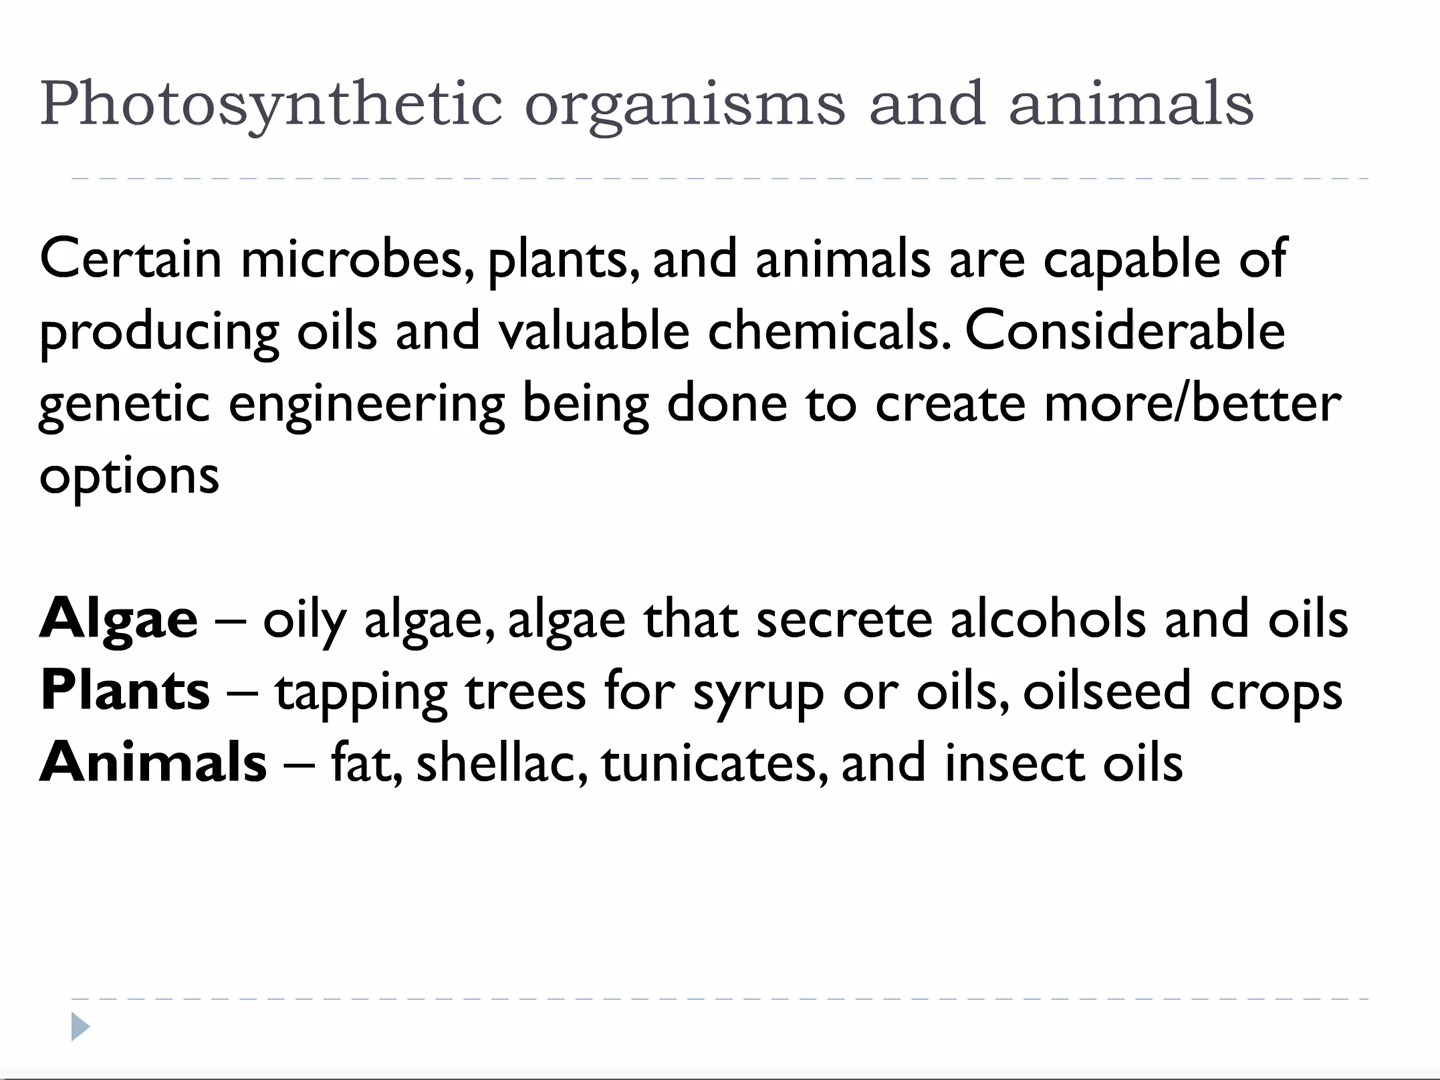 Photosynthetic organisms and animals
Certain microbes, plants, and animals are capable of
producing oils and valuable chemicals. Considerable
genetic engineering being done to create more/better
options
Algae – oily algae, algae that secrete alcohols and oils
Plants – tapping trees for syrup or oils, oilseed crops
Animals – fat, shellac, tunicates, and insect oils